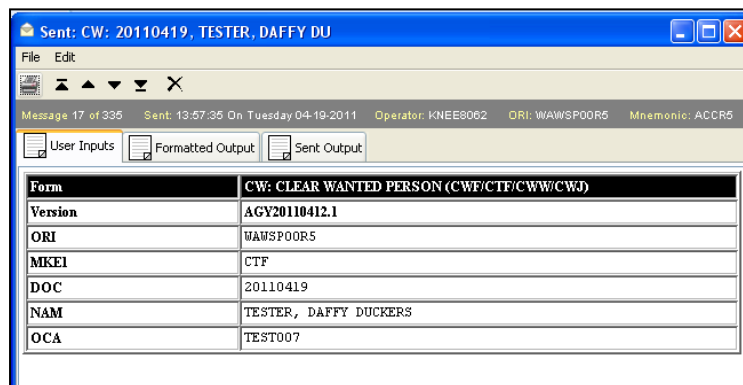 Sent: CW: 20110419, TESTER, DAFFY DU
File Edit
Message 17 of 335 Sent: 13:57:35 On Tuesday 04-19-2011 Operator: KNEE8062 ORI: WAWSP00R5 Mnemonic: ACCR5
User Inputs Formatted Output Sent Output
Form CW: CLEAR WANTED PERSON (CWF/CTF/CWW/CWJ)
Version AGY20110412.1
ORI WAWSP00R5
MKE1 CTF
DOC 20110419
NAM TESTER, DAFFY DUCKERS
OCA TEST007